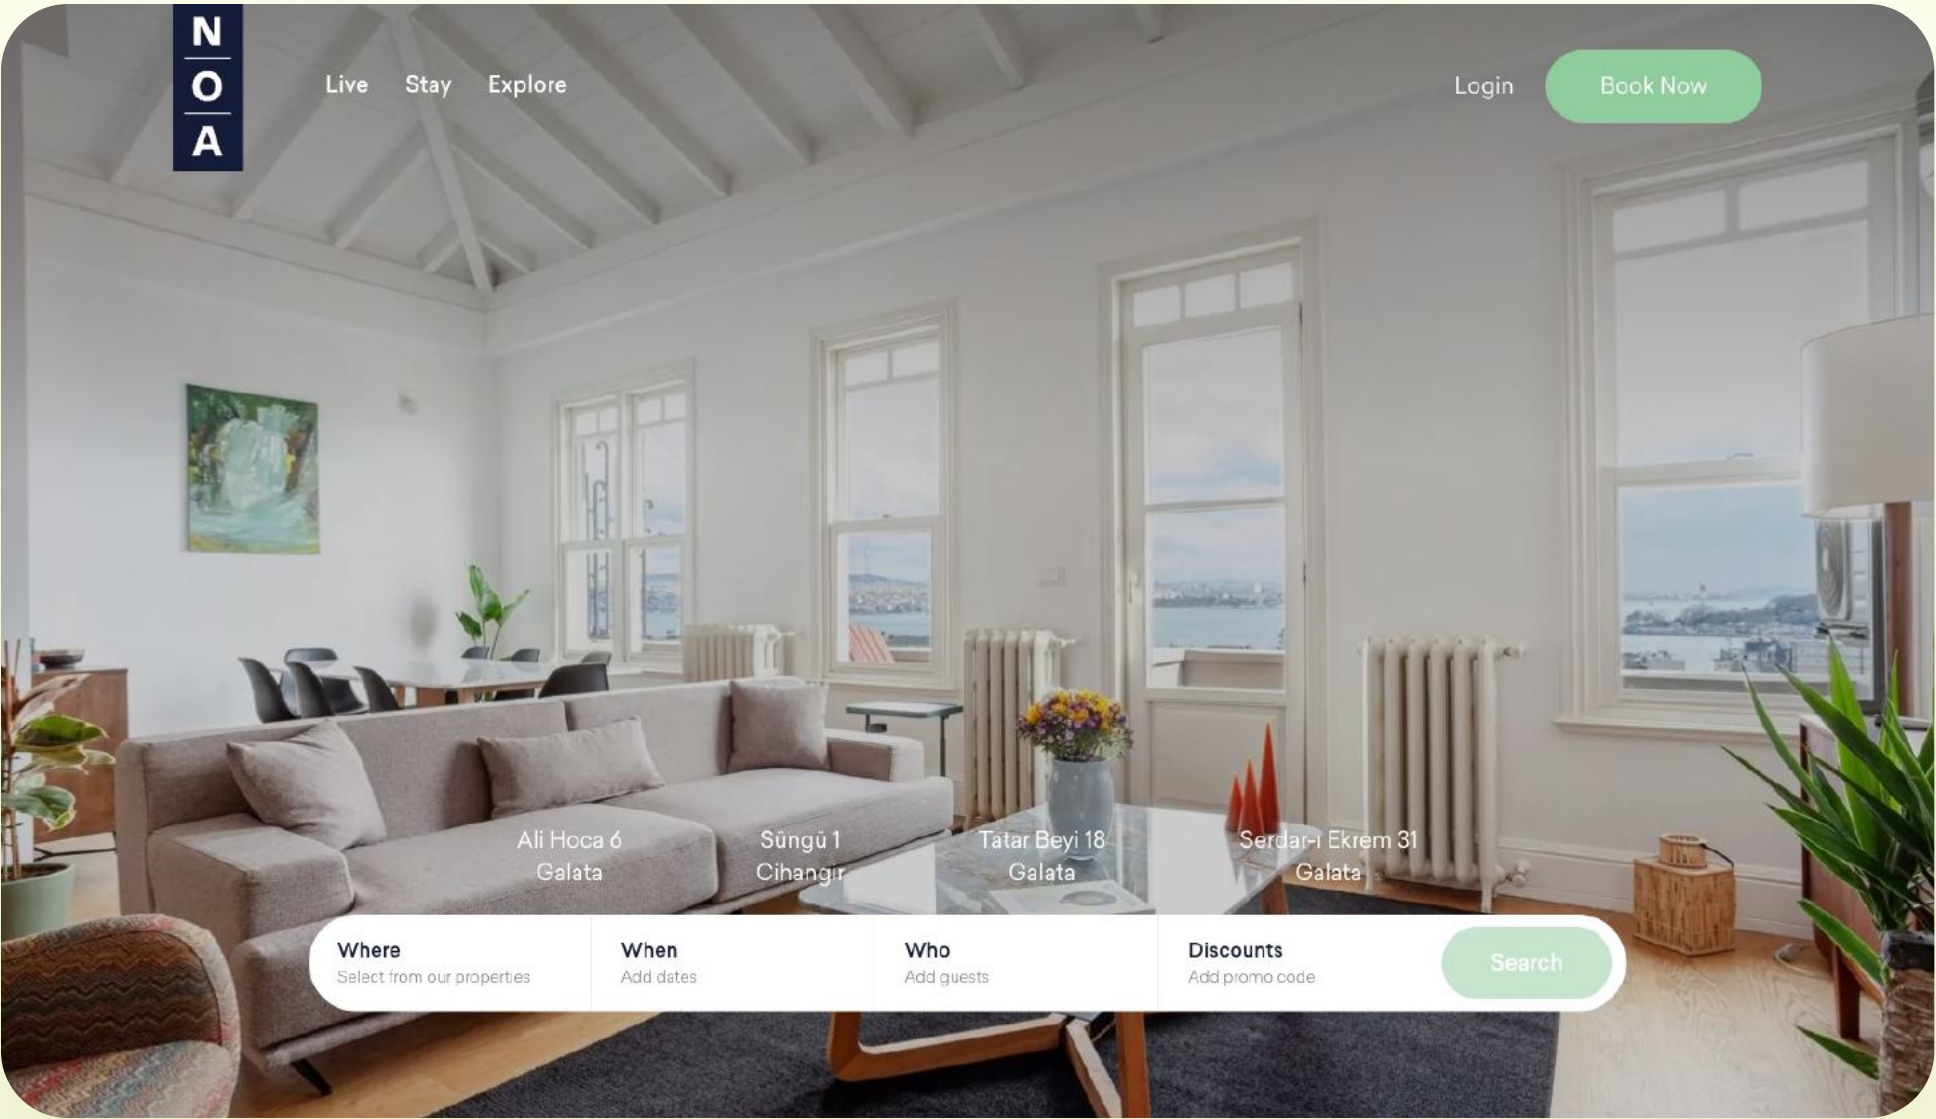 N
O
A
Live Stay Explore
Login
Book Now
Ali Hoca 6
Galata
Süngü 1
Cihangir
Tatar Beyi 18
Galata
Serdar-ı Ekrem 31
Galata
Where
Select from our properties
When
Add dates
Who
Add guests
Discounts
Add promo code
Search